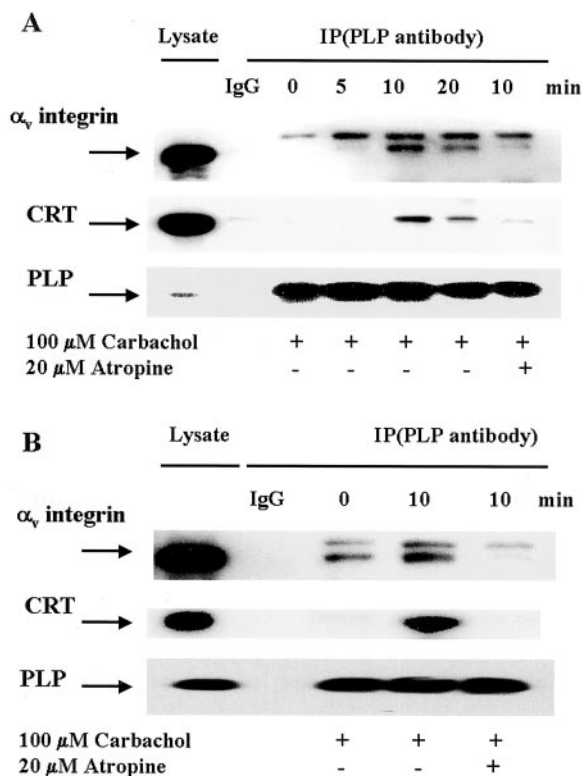 A
Lysate IP(PLP antibody)
IgG 0 5 10 20 10 min
αv integrin
CRT
PLP
100 µM Carbachol + + + + +
20 µM Atropine - - - - +
B
Lysate IP(PLP antibody)
IgG 0 10 10 min
αv integrin
CRT
PLP
100 µM Carbachol + + +
20 µM Atropine - - +